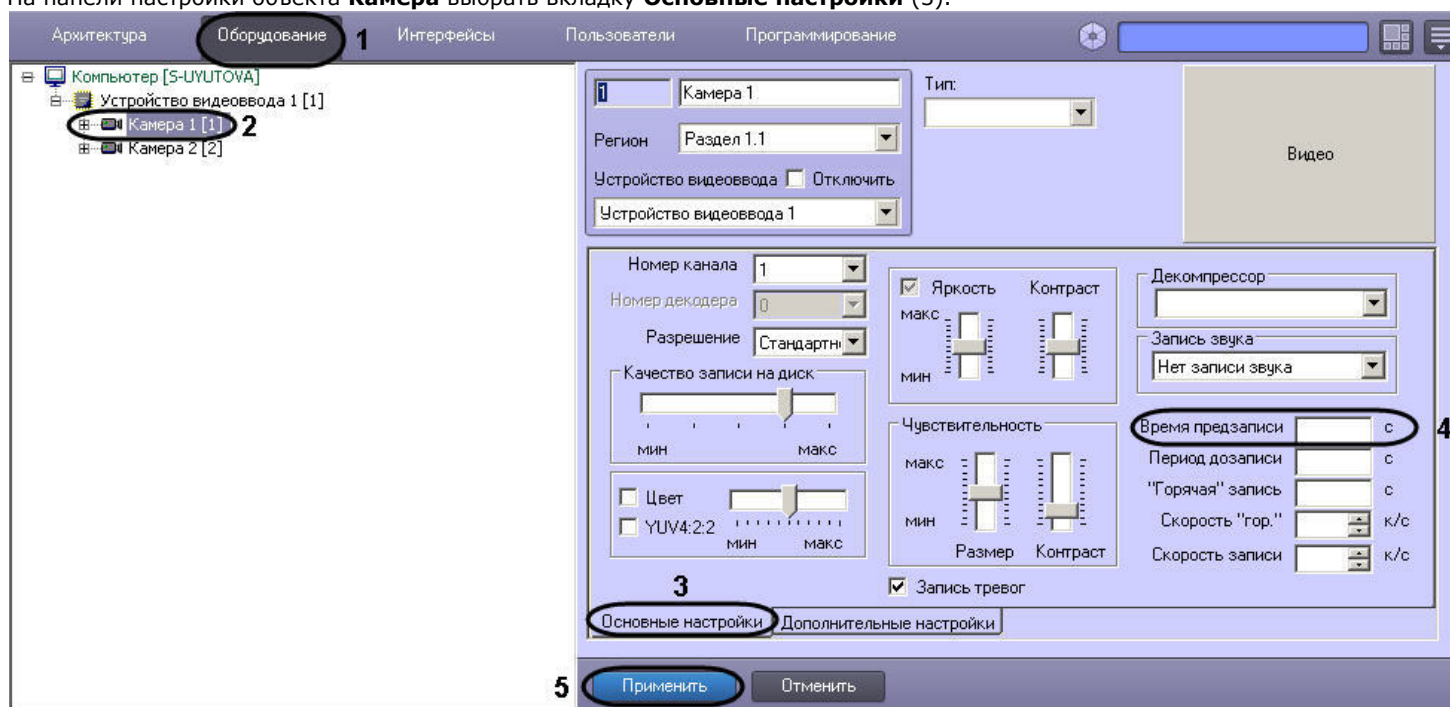 На панели настройки объекта Камера выбрать вкладку Основные настройки (3).
Архитектура Оборудование 1 Интерфейсы Пользователи Программирование
Компьютер [S-UYUTOVA]
Устройство видеоввода 1 [1]
Камера 1 [1] 2
Камера 2 [2]
1 Камера 1
Тип:
Регион Раздел 1.1
Устройство видеоввода Отключить
Устройство видеоввода 1
Видео
Номер канала 1
Номер декодера 0
Разрешение Стандартн
Качество записи на диск
мин макс
Цвет
YUV4:2:2
мин макс
Яркость Контраст
макс
мин
Чувствительность
макс
мин
Размер Контраст
Запись тревог
Декомпрессор
Запись звука
Нет записи звука
Время предзаписи с 4
Период дозаписи с
"Горячая" запись с
Скорость "гор." к/с
Скорость записи к/с
3
Основные настройки Дополнительные настройки
5 Применить Отменить